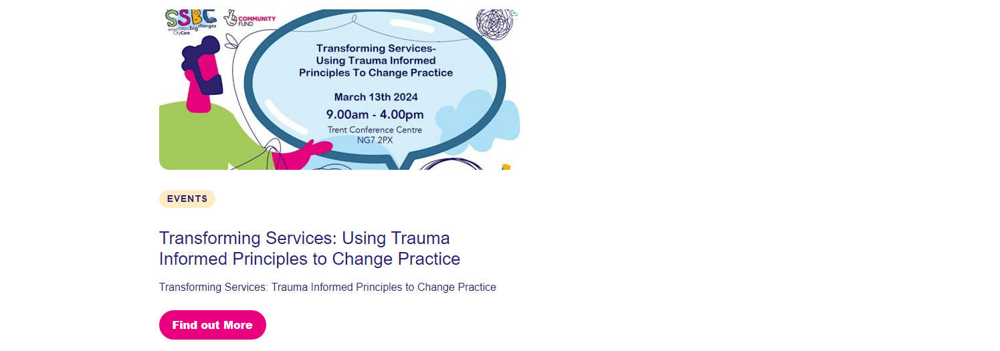 SSBC
small steps big changes
CityCare
COMMUNITY
FUND
Transforming Services-
Using Trauma Informed
Principles To Change Practice
March 13th 2024
9.00am - 4.00pm
Trent Conference Centre
NG7 2PX
EVENTS
Transforming Services: Using Trauma
Informed Principles to Change Practice
Transforming Services: Trauma Informed Principles to Change Practice
Find out More